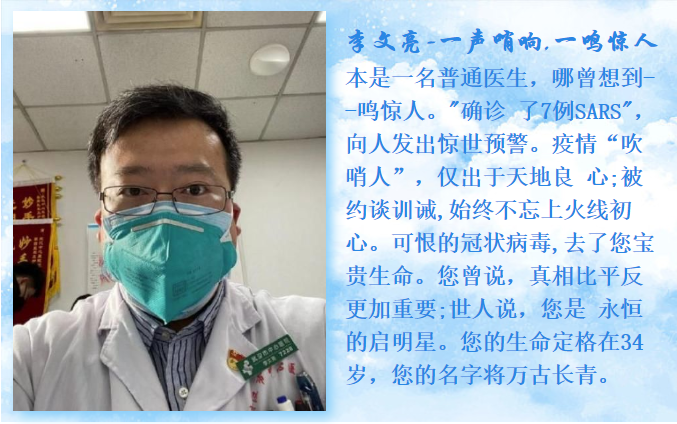 李文亮-一声哨响,一鸣惊人
本是一名普通医生，哪曾想到-
-鸣惊人。"确诊 了7例SARS"，
向人发出惊世预警。疫情“吹
哨人”，仅出于天地良 心;被
约谈训诫,始终不忘上火线初
心。可恨的冠状病毒,去了您宝
贵生命。您曾说，真相比平反
更加重要;世人说，您是 永恒
的启明星。您的生命定格在34
岁，您的名字将万古长青。